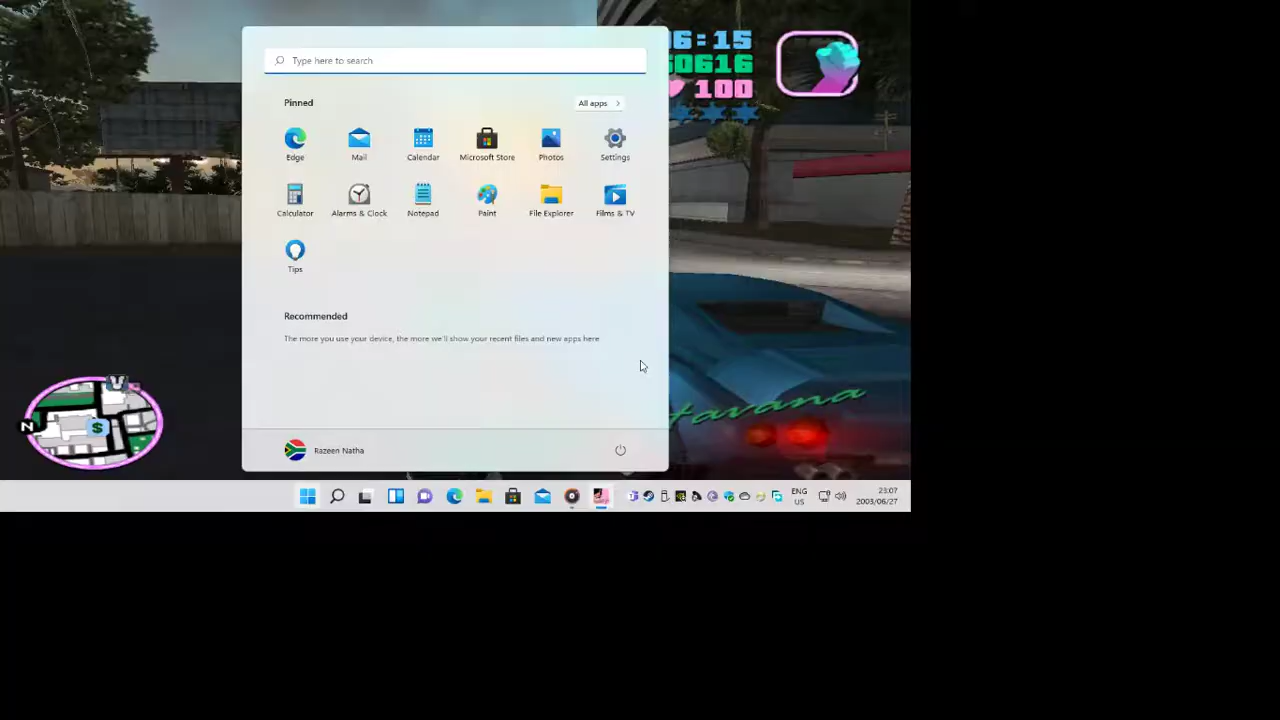 06:15
50616
100
Type here to search
Pinned
All apps >
Edge
Mail
Calendar
Microsoft Store
Photos
Settings
Calculator
Alarms & Clock
Notepad
Paint
File Explorer
Films & TV
Tips
Recommended
The more you use your device, the more we'll show your recent files and new apps here
N
$
Razeen Natha
ENG
US
23:07
2003/06/27